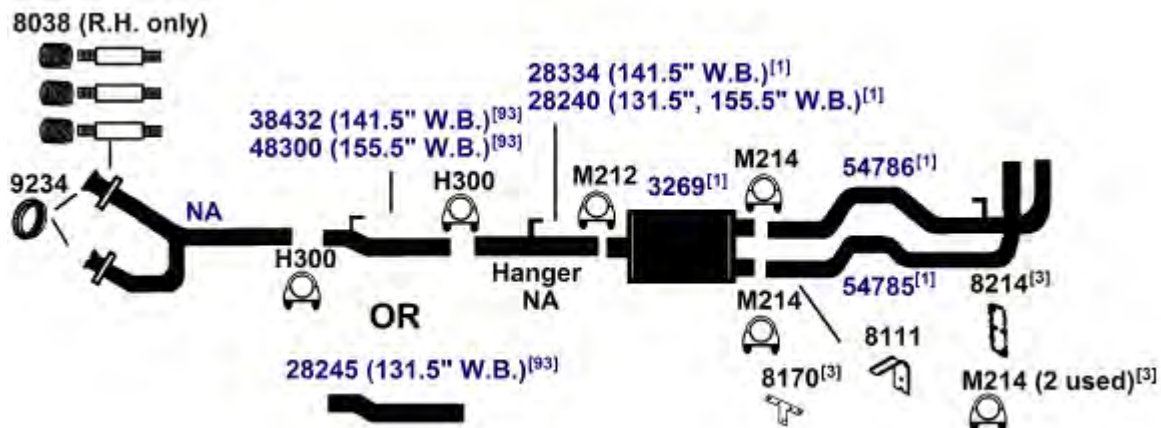 8038 (R.H. only)
28334 (141.5" W.B.)[1]
28240 (131.5", 155.5" W.B.)[1]
38432 (141.5" W.B.)[93]
48300 (155.5" W.B.)[93]
M214
54786[1]
H300
M212
3269[1]
9234
NA
H300
Hanger
NA
54785[1]
8214[3]
M214
OR
8111
28245 (131.5" W.B.)[93]
8170[3]
M214 (2 used)[3]